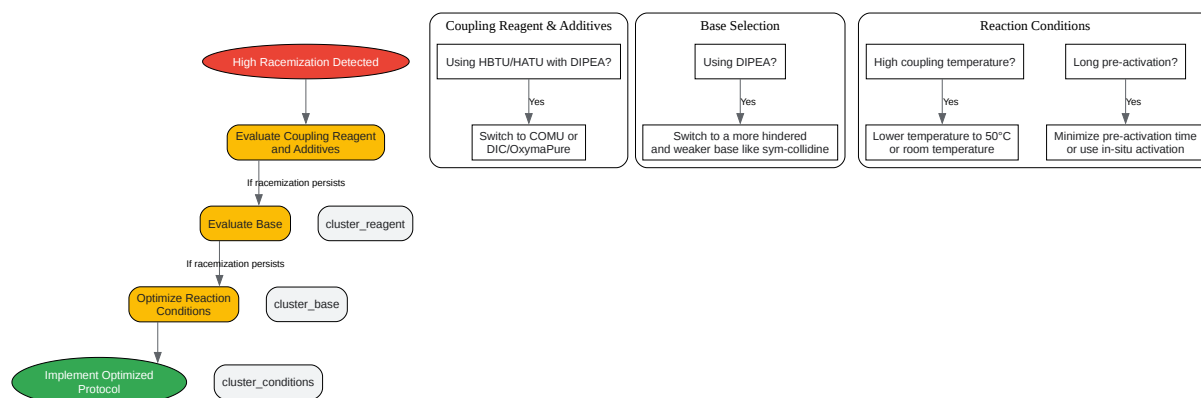 High Racemization Detected
Evaluate Coupling Reagent
and Additives
If racemization persists
Evaluate Base
cluster_reagent
If racemization persists
Optimize Reaction
Conditions
cluster_base
Implement Optimized
Protocol
cluster_conditions
Coupling Reagent & Additives
Using HBTU/HATU with DIPEA?
Yes
Switch to COMU or
DIC/OxymaPure
Base Selection
Using DIPEA?
Yes
Switch to a more hindered
and weaker base like sym-collidine
Reaction Conditions
High coupling temperature?
Yes
Lower temperature to 50°C
or room temperature
Long pre-activation?
Yes
Minimize pre-activation time
or use in-situ activation